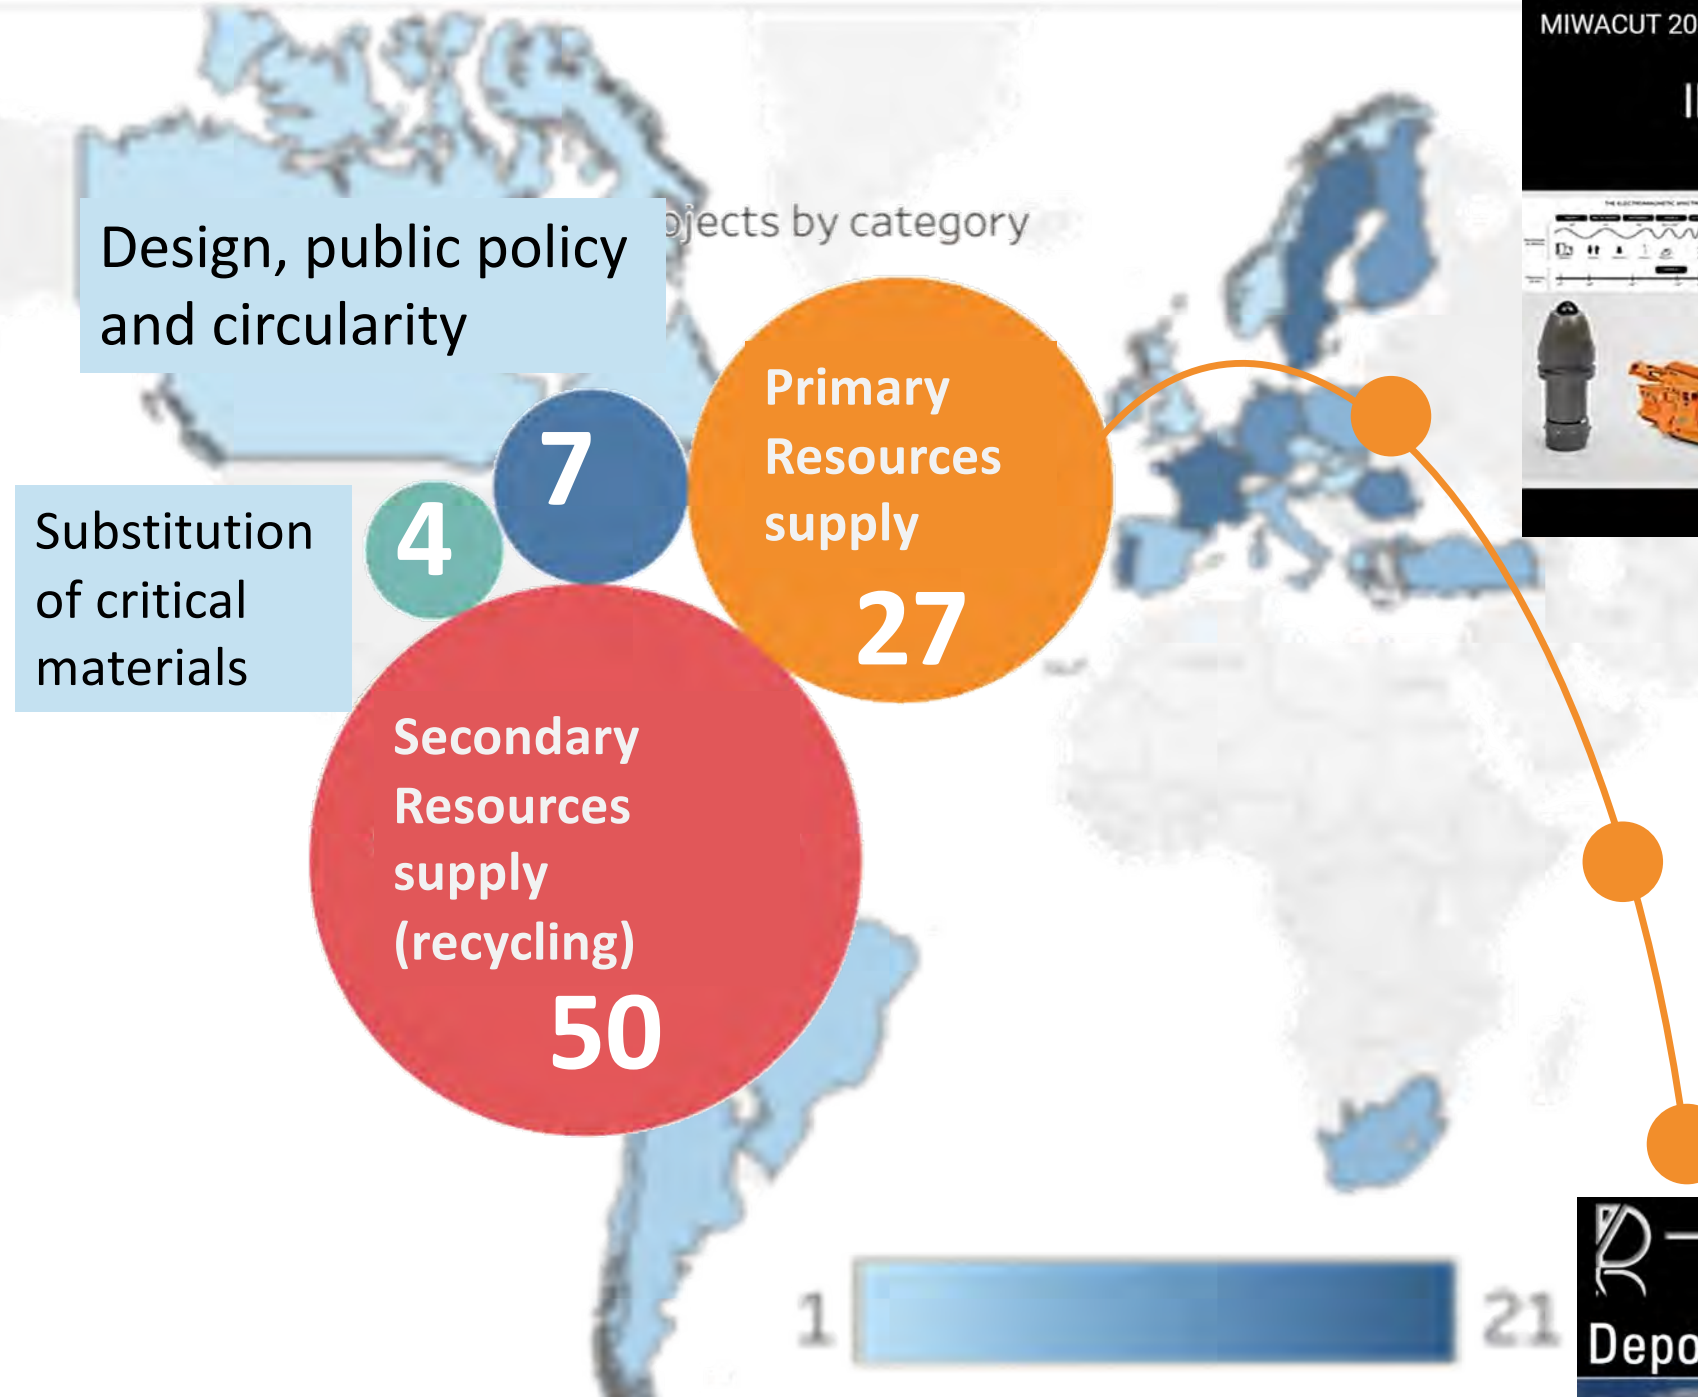 MIWACUT 20
ojects by category
Design, public policy
and circularity
Primary
Resources
supply
27
7
4
Substitution
of critical
materials
Secondary
Resources
supply
(recycling)
50
1
21
Depo